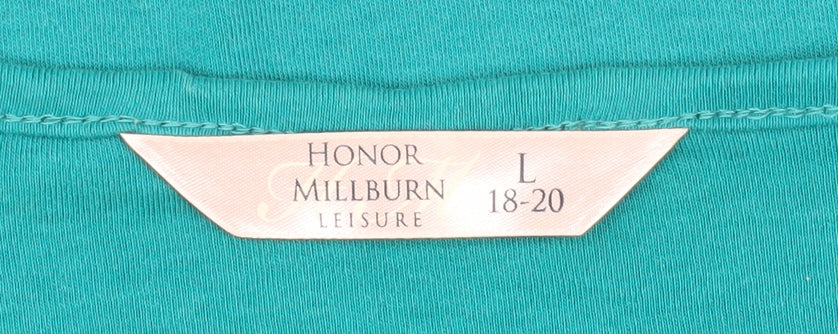 HONOR
MILLBURN
LEISURE
L
18-20